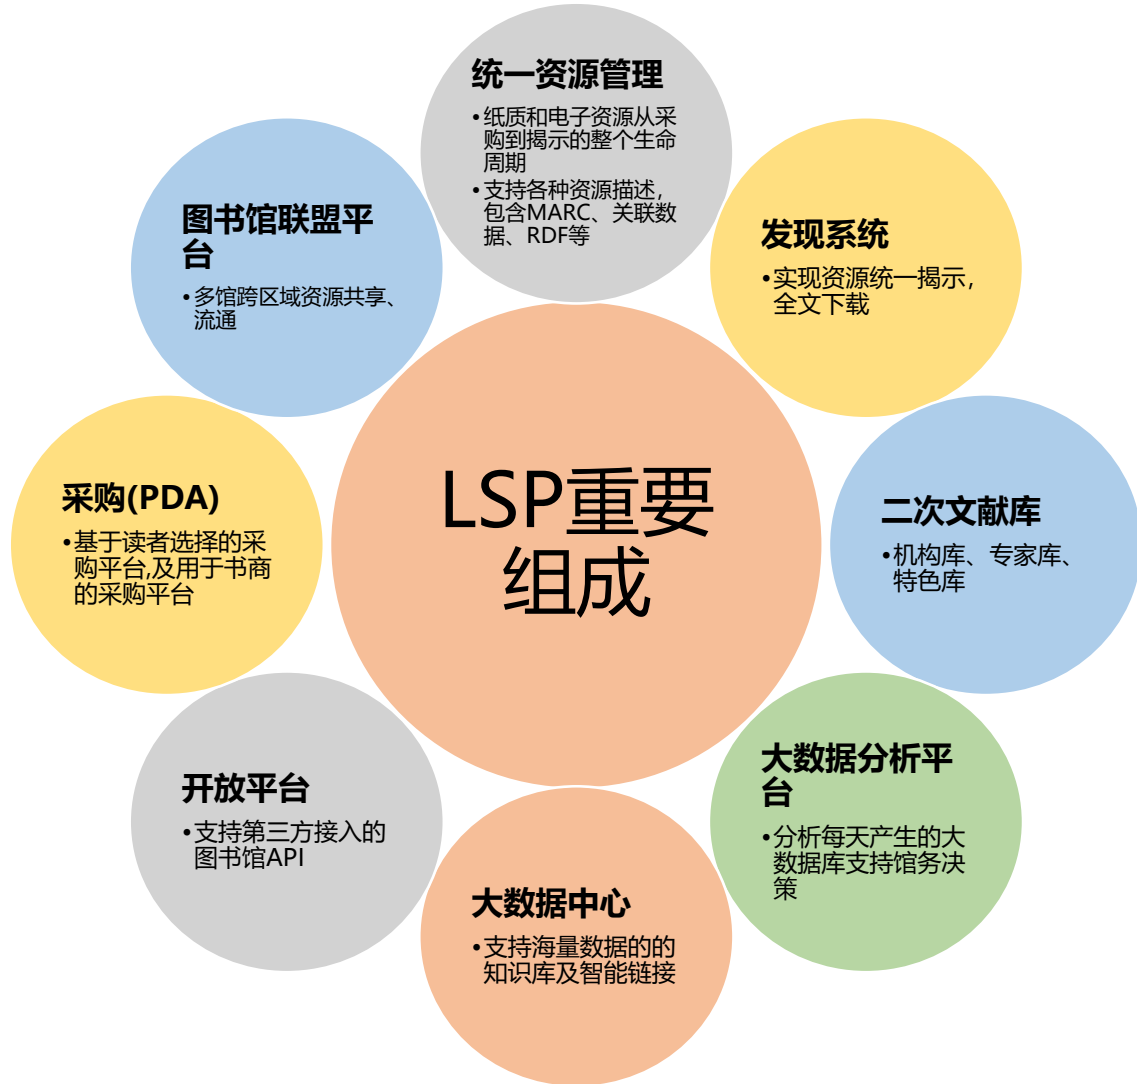 统一资源管理
•纸质和电子资源从采
购到揭示的整个生命
周期
•支持各种资源描述，
包含MARC、关联数
据、RDF等
发现系统
•实现资源统一揭示，
全文下载
二次文献库
•机构库、专家库、
特色库
大数据分析平
台
•分析每天产生的大
数据库支持馆务决
策
大数据中心
•支持海量数据的的
知识库及智能链接
开放平台
•支持第三方接入的
图书馆API
采购(PDA)
•基于读者选择的采
购平台,及用于书商
的采购平台
图书馆联盟平
台
•多馆跨区域资源共享、
流通
LSP重要
组成